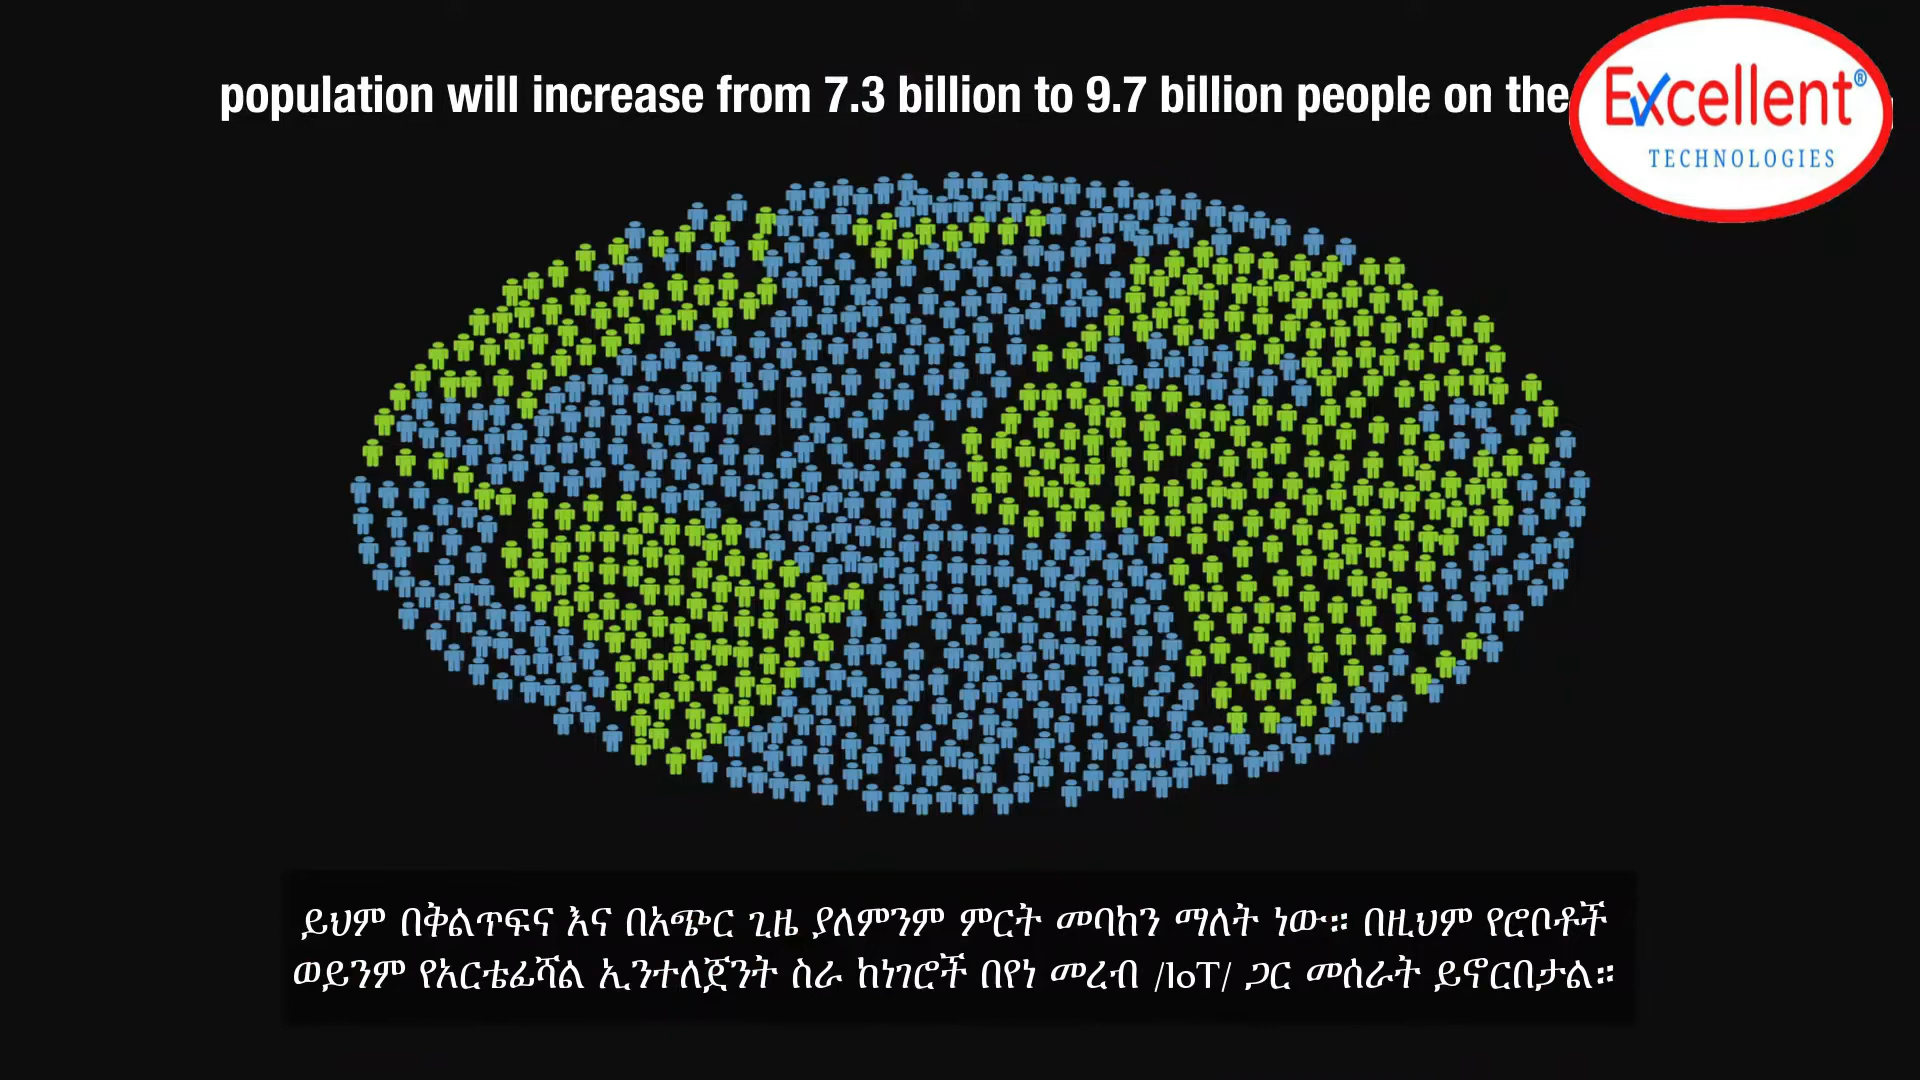 population will increase from 7.3 billion to 9.7 billion people on the
Excellent®
TECHNOLOGIES
ይህም በቅልጥፍና እና በአጭር ጊዜ ያለምንም ምርት መባከን ማለት ነው። በዚህም የሮቦቶች
ወይንም የአርቴፊሻል ኢንተለጀንት ስራ ከነገሮች በየነ መረብ /IoT/ ጋር መሰራት ይኖርበታል።